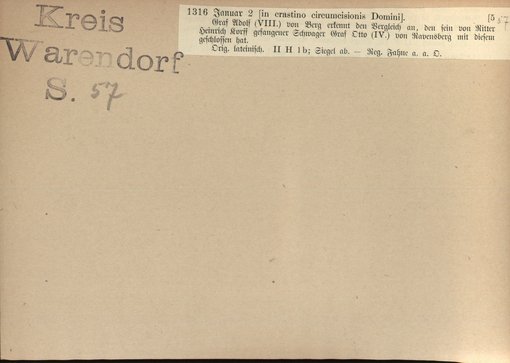 Kreis
Warendorf
S. 57
1316 Januar 2 [in crastino circumcisionis Domini]. [5
57
Graf Adolf (VIII.) von Berg erkennt den Vergleich an, den sein von Ritter
Heinrich Korff gefangener Schwager Graf Otto (IV.) von Ravensberg mit diesem
geschlossen hat.
Orig. lateinisch. II H 1b; Siegel ab. — Reg. Fahne a. a. O.